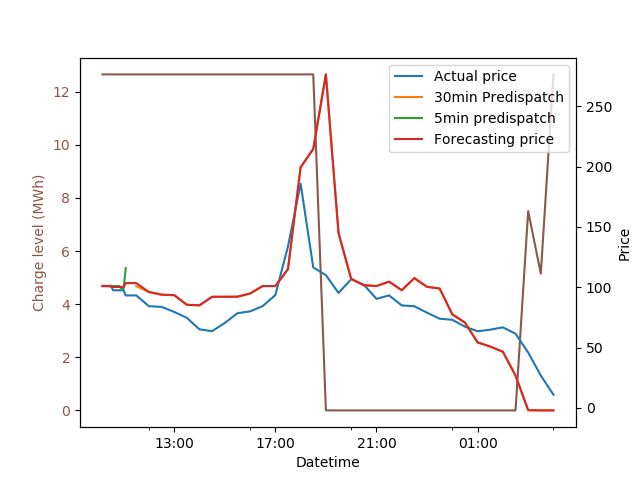 Actual price
30min Predispatch
5min predispatch
Forecasting price
12
10
8
6
4
2
0
250
200
150
100
50
0
13:00
17:00
21:00
01:00
Charge level (MWh)
Price
Datetime